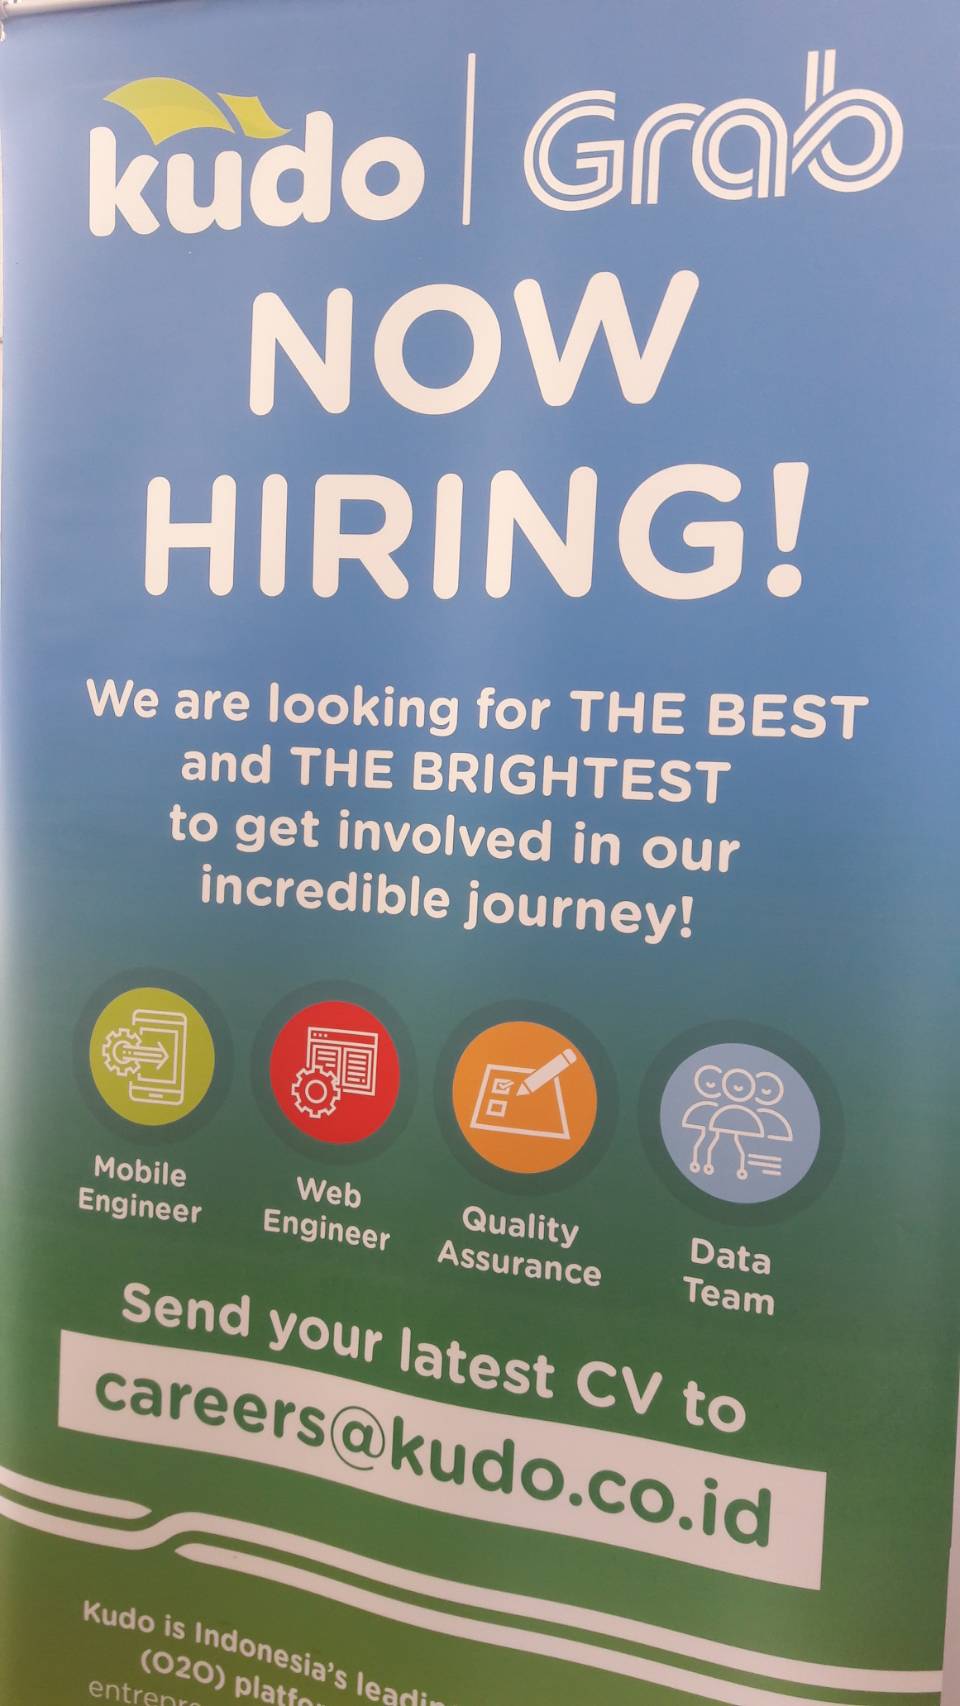 kudo | Grab
NOW
HIRING!
We are looking for THE BEST
and THE BRIGHTEST
to get involved in our
incredible journey!
Mobile
Engineer
Web
Engineer
Quality
Assurance
Data
Team
Send your latest CV to
careers@kudo.co.id
Kudo is Indonesia's
(O2O)